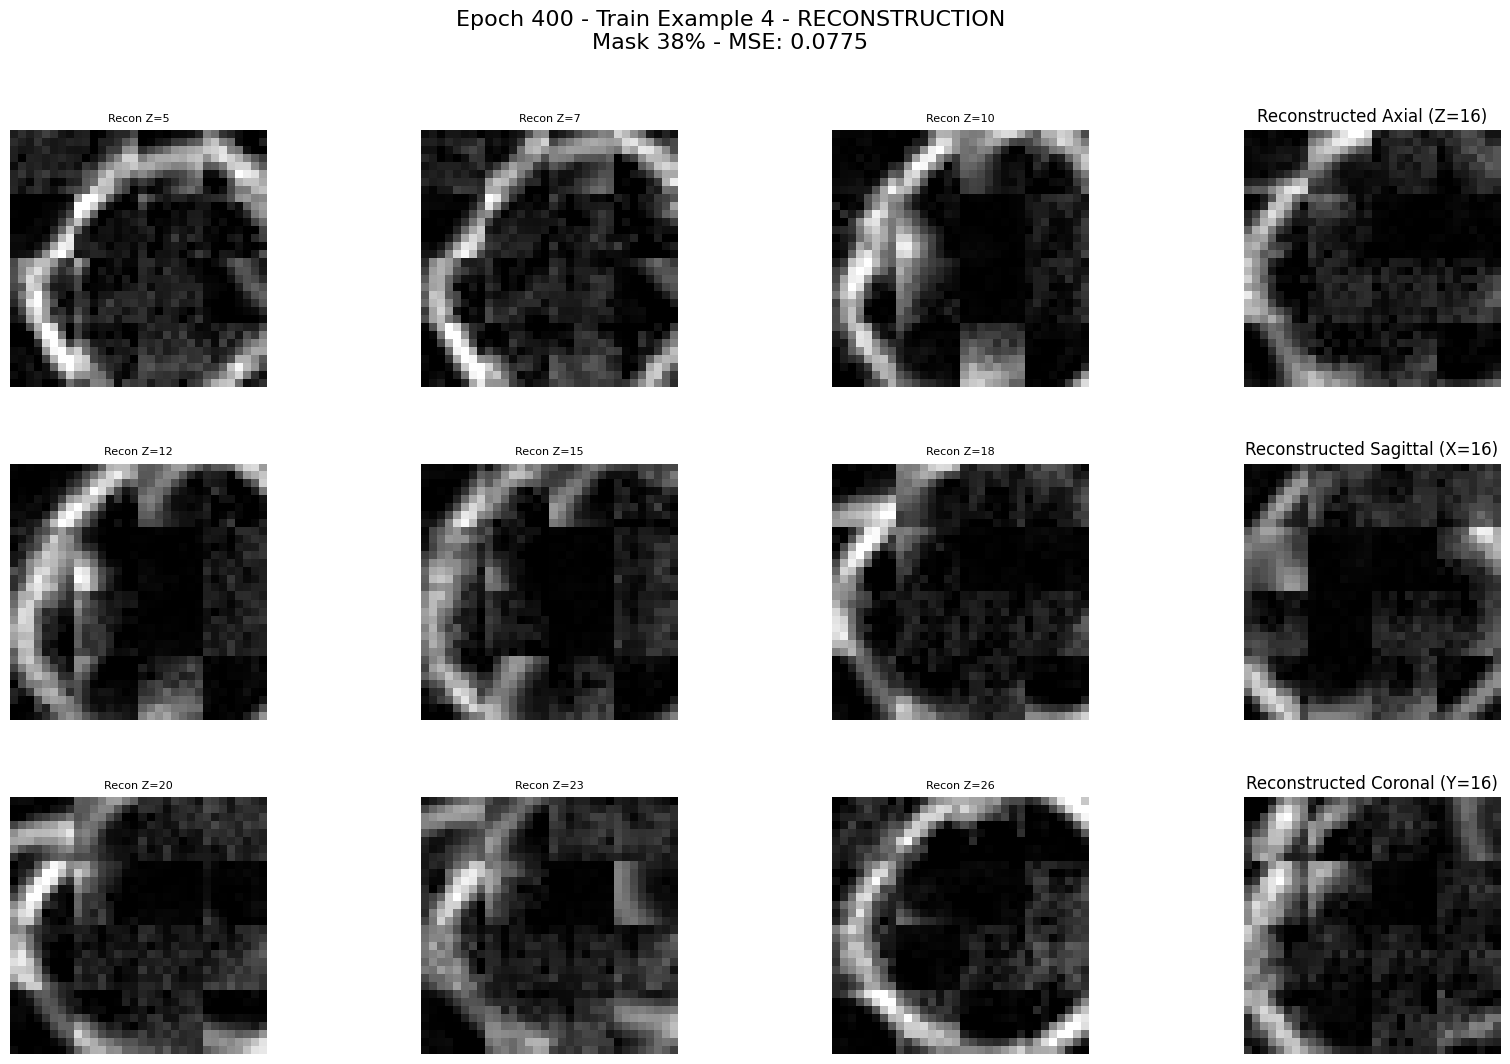 Epoch 400 - Train Example 4 - RECONSTRUCTION
Mask 38% - MSE: 0.0775
Recon Z=5
Recon Z=7
Recon Z=10
Reconstructed Axial (Z=16)
Recon Z=12
Recon Z=15
Recon Z=18
Reconstructed Sagittal (X=16)
Recon Z=20
Recon Z=23
Recon Z=26
Reconstructed Coronal (Y=16)